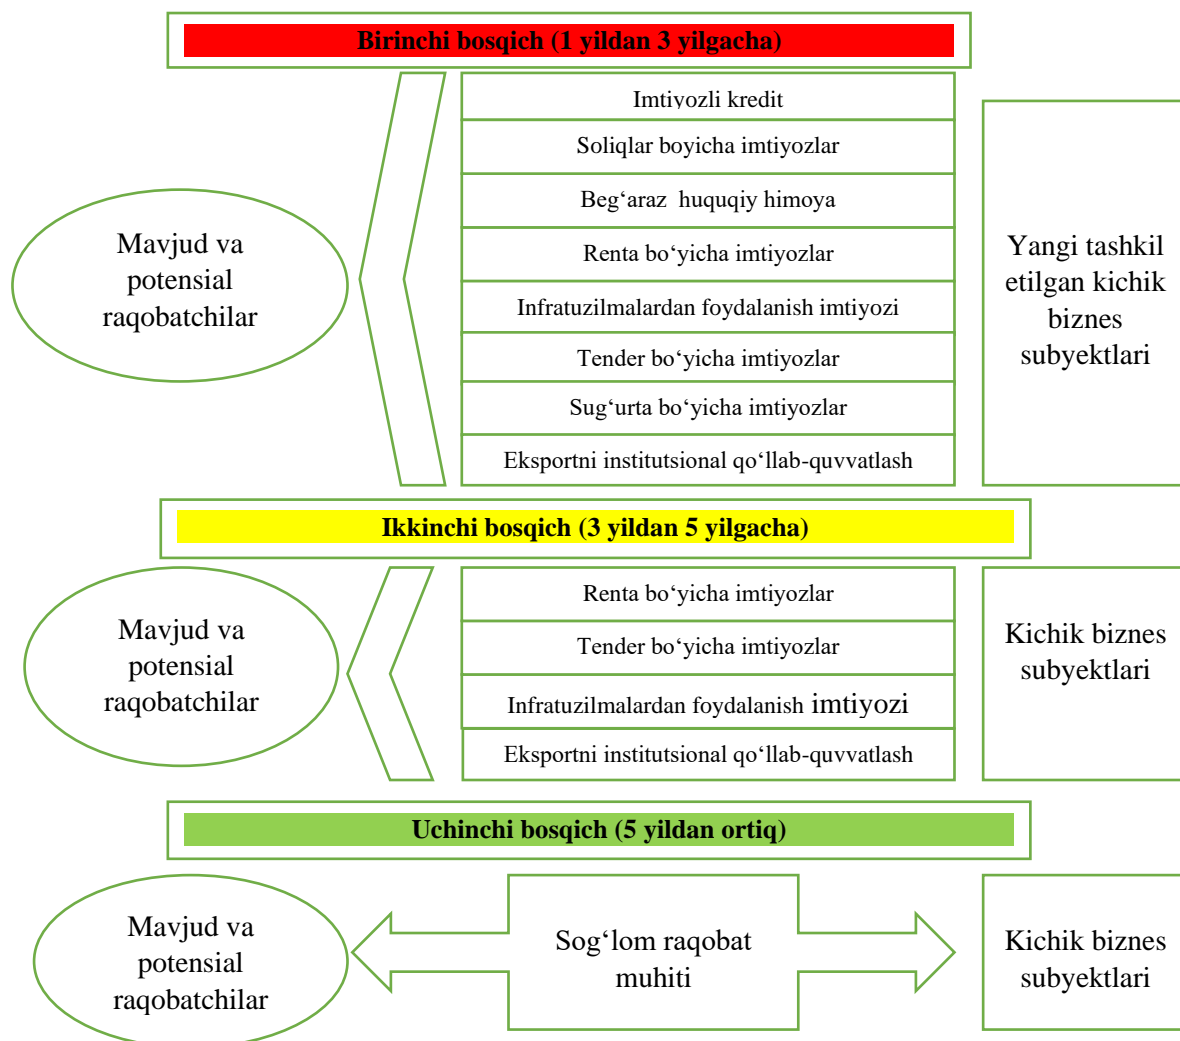 Birinchi bosqich (1 yildan 3 yilgacha)
Mavjud va
potensial
raqobatchilar
Imtiyozli kredit
Soliqlar boyicha imtiyozlar
Beg‘araz huquqiy himoya
Renta bo‘yicha imtiyozlar
Infratuzilmalardan foydalanish imtiyozi
Tender bo‘yicha imtiyozlar
Sug‘urta bo‘yicha imtiyozlar
Eksportni institutsional qo‘llab-quvvatlash
Yangi tashkil
etilgan kichik
biznes
subyektlari
Ikkinchi bosqich (3 yildan 5 yilgacha)
Mavjud va
potensial
raqobatchilar
Renta bo‘yicha imtiyozlar
Tender bo‘yicha imtiyozlar
Infratuzilmalardan foydalanish imtiyozi
Eksportni institutsional qo‘llab-quvvatlash
Kichik biznes
subyektlari
Uchinchi bosqich (5 yildan ortiq)
Mavjud va
potensial
raqobatchilar
Sog‘lom raqobat
muhiti
Kichik biznes
subyektlari